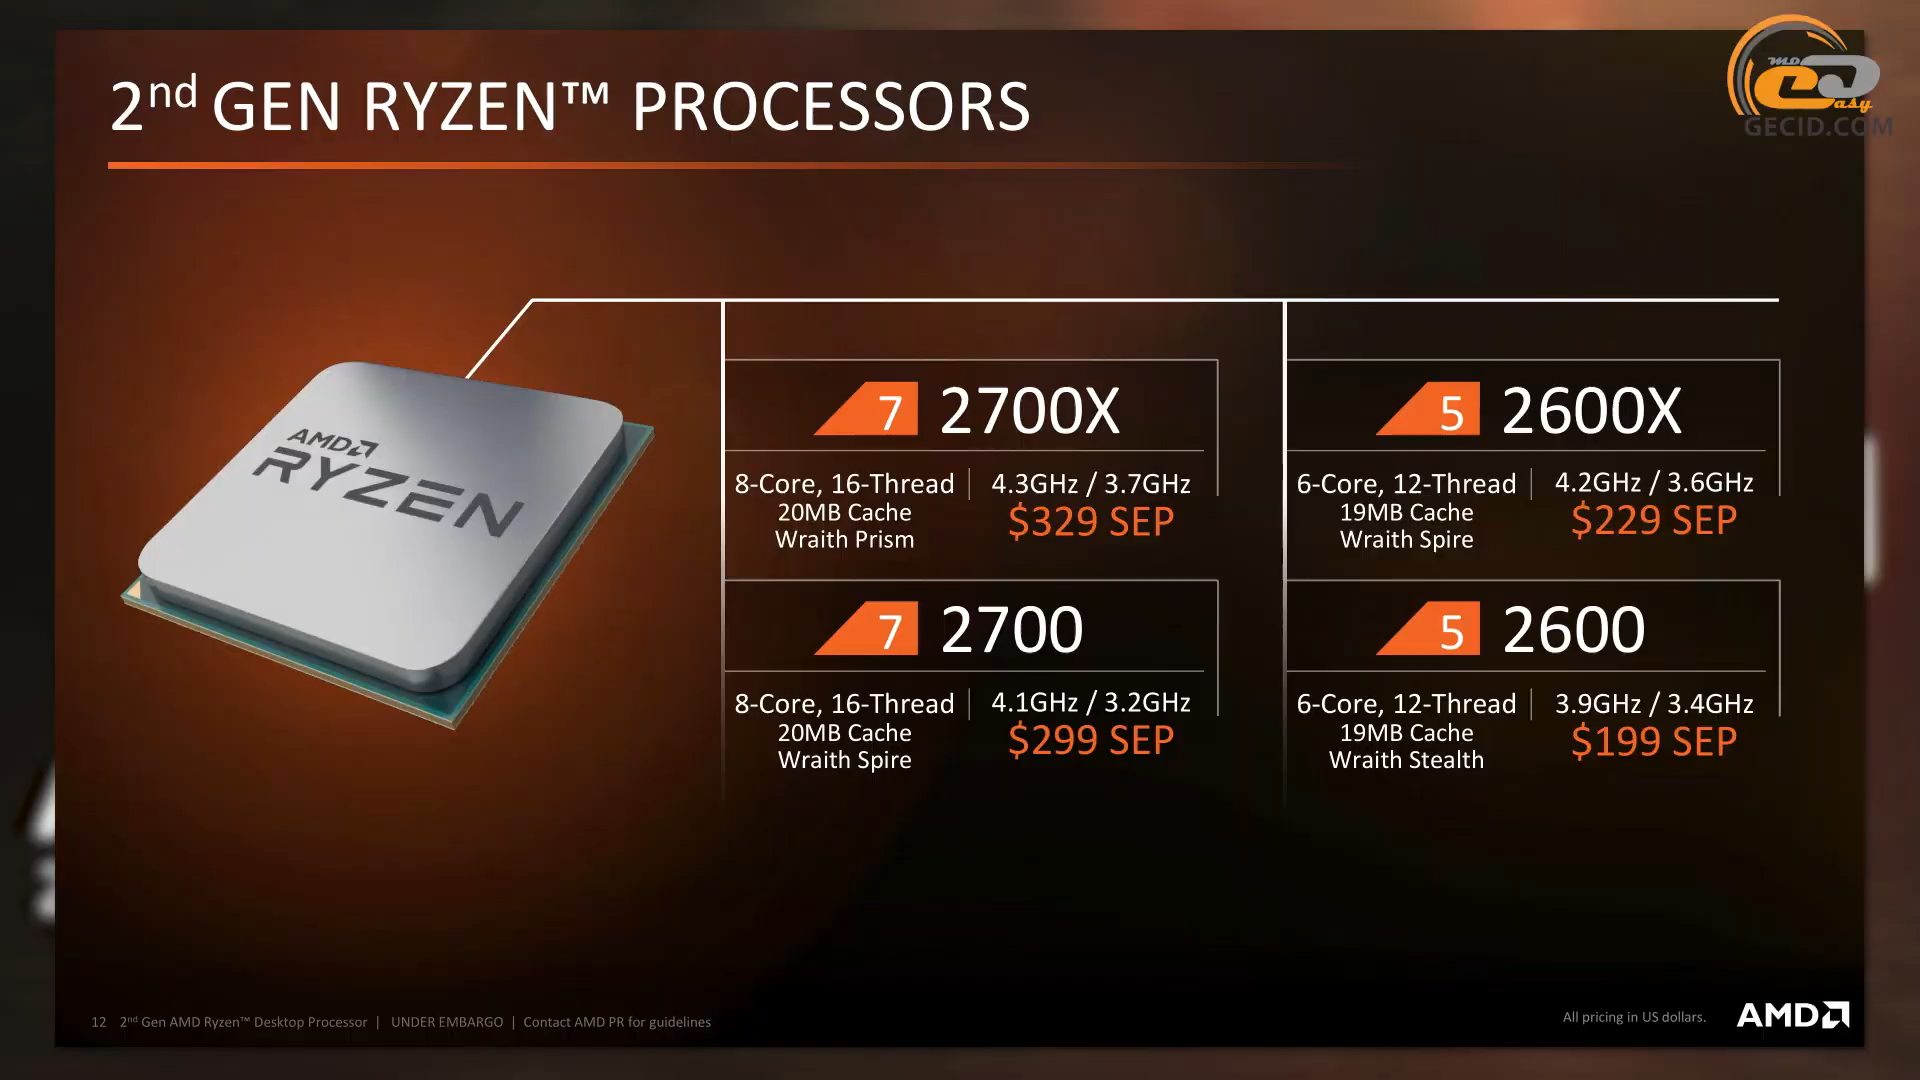 2nd GEN RYZEN™ PROCESSORS
MD
easy
GECID.COM
AMD
RYZEN
7 2700X
8-Core, 16-Thread | 4.3GHz / 3.7GHz
20MB Cache
$329 SEP
Wraith Prism
5 2600X
6-Core, 12-Thread | 4.2GHz / 3.6GHz
19MB Cache
$229 SEP
Wraith Spire
7 2700
8-Core, 16-Thread | 4.1GHz / 3.2GHz
20MB Cache
$299 SEP
Wraith Spire
5 2600
6-Core, 12-Thread | 3.9GHz / 3.4GHz
19MB Cache
$199 SEP
Wraith Stealth
12 2nd Gen AMD Ryzen™ Desktop Processor | UNDER EMBARGO | Contact AMD PR for guidelines
All pricing in US dollars.
AMD